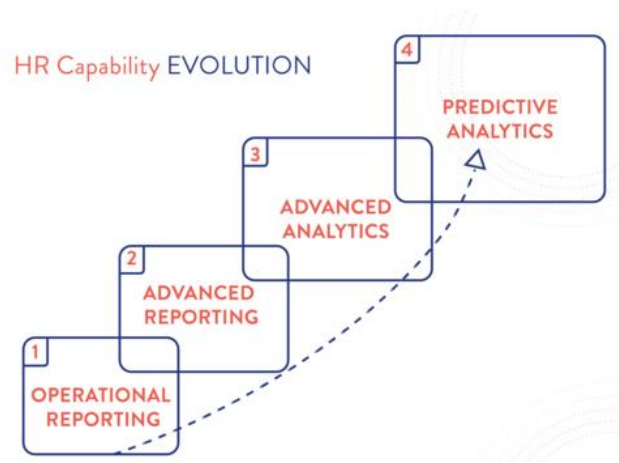 HR Capability EVOLUTION
1
OPERATIONAL
REPORTING
2
ADVANCED
REPORTING
3
ADVANCED
ANALYTICS
4
PREDICTIVE
ANALYTICS